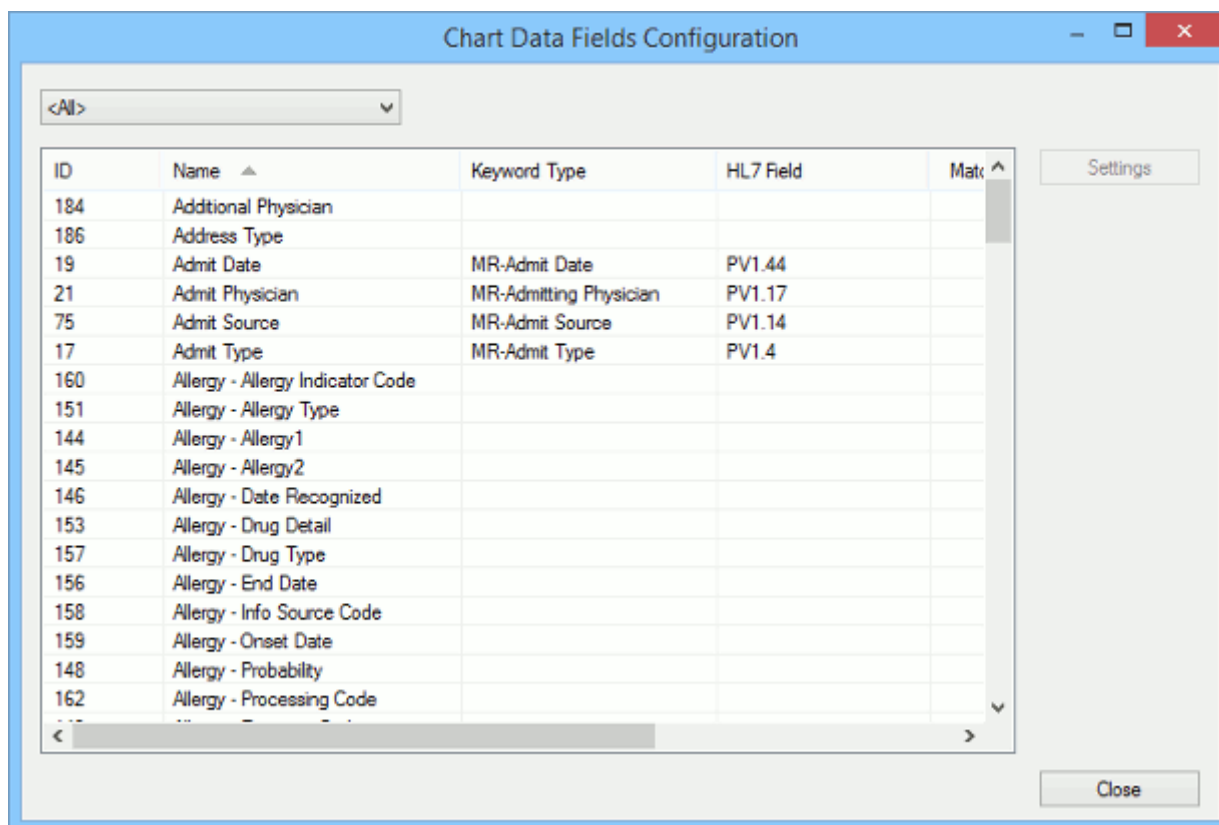 Chart Data Fields Configuration
<All>
ID Name Keyword Type HL7 Field
Settings
184 Additional Physician
186 Address Type
19 Admit Date MR-Admit Date PV1.44
21 Admit Physician MR-Admitting Physician PV1.17
75 Admit Source MR-Admit Source PV1.14
17 Admit Type MR-Admit Type PV1.4
160 Allergy - Allergy Indicator Code
151 Allergy - Allergy Type
144 Allergy - Allergy1
145 Allergy - Allergy2
146 Allergy - Date Recognized
153 Allergy - Drug Detail
157 Allergy - Drug Type
156 Allergy - End Date
158 Allergy - Info Source Code
159 Allergy - Onset Date
148 Allergy - Probability
162 Allergy - Processing Code
Close